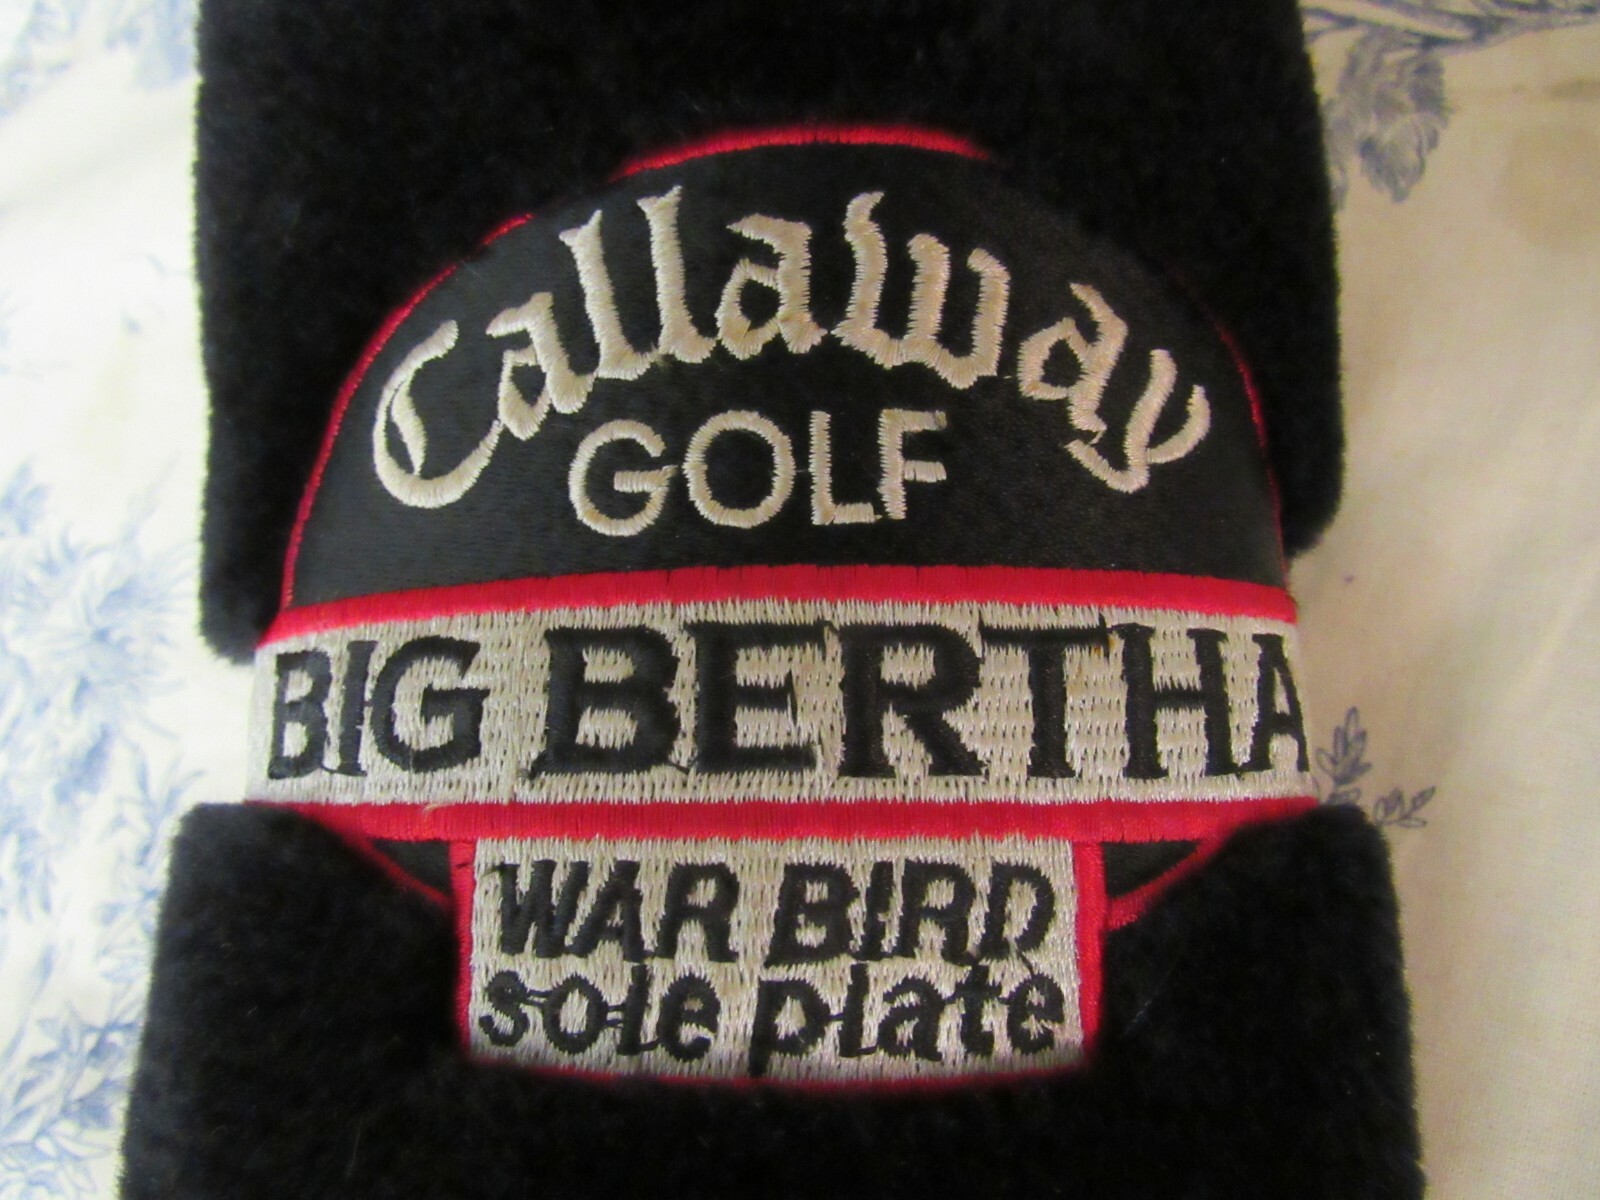 Callaway
GOLF
BIG BERTHA
WAR BIRD
sole plate